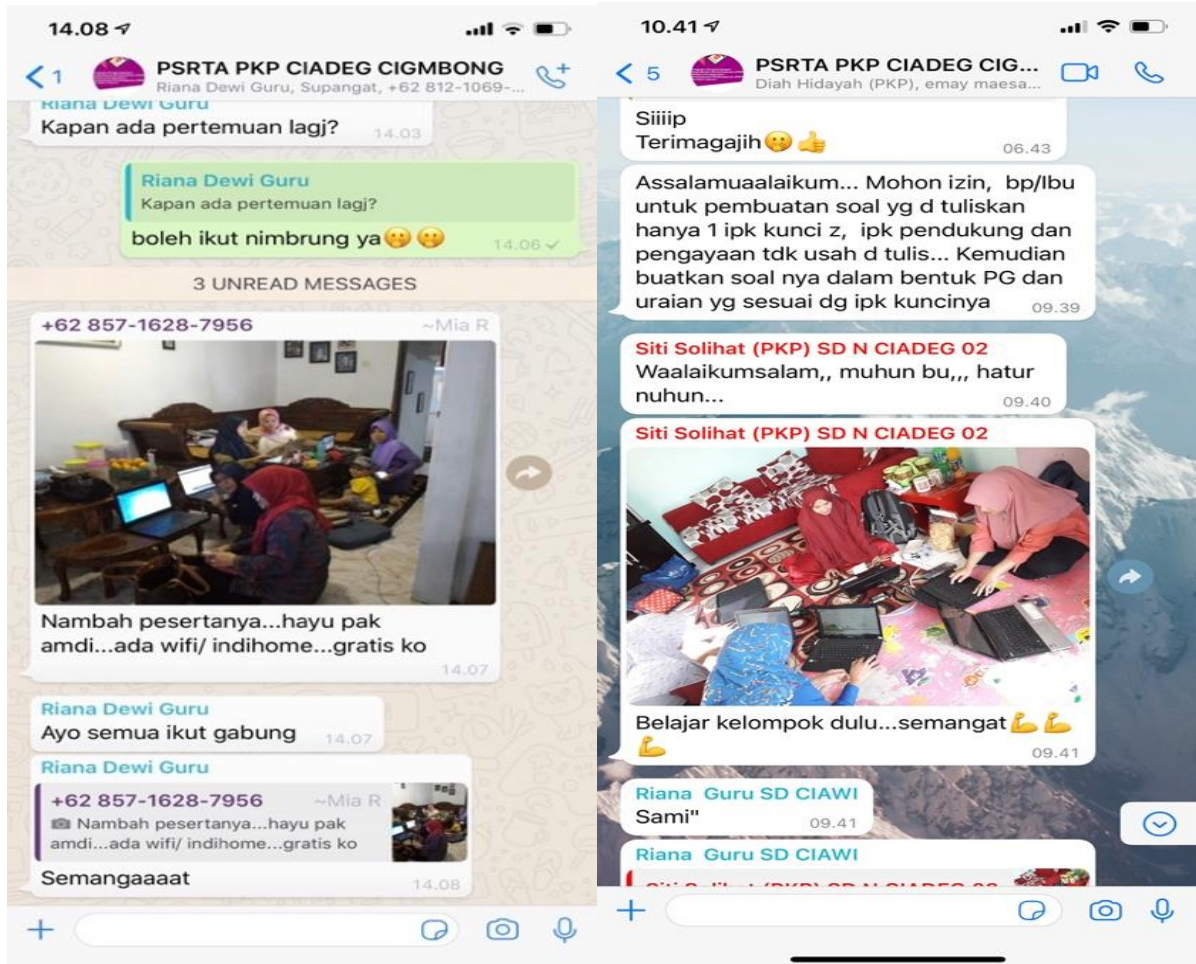 14.08
1
PSRTA PKP CIADEG CIGMBONG
Riana Dewi Guru, Supangat, +62 812-1069-...
Riana Dewi Guru
Kapan ada pertemuan lagj?
14.03
Riana Dewi Guru
Kapan ada pertemuan lagj?
boleh ikut nimbrung ya🤭🤭
14.06
3 UNREAD MESSAGES
+62 857-1628-7956 ~Mia R
Nambah pesertanya...hayu pak
amdi...ada wifi/ indihome...gratis ko
14.07
Riana Dewi Guru
Ayo semua ikut gabung 14.07
Riana Dewi Guru
+62 857-1628-7956 ~Mia R
Nambah pesertanya...hayu pak
amdi...ada wifi/ indihome...gratis ko
Semangaaaat 14.08
10.41
5
PSRTA PKP CIADEG CIG...
Diah Hidayah (PKP), emay maesa...
Siiiip
Terimagajih🤭👍 06.43
Assalamuaalaikum... Mohon izin, bp/Ibu
untuk pembuatan soal yg d tuliskan
hanya 1 ipk kunci z, ipk pendukung dan
pengayaan tdk usah d tulis... Kemudian
buatkan soal nya dalam bentuk PG dan
uraian yg sesuai dg ipk kuncinya 09.39
Siti Solihat (PKP) SD N CIADEG 02
Waalaikumsalam,, muhun bu,,, hatur
nuhun... 09.40
Siti Solihat (PKP) SD N CIADEG 02
Belajar kelompok dulu...semangat💪💪
💪 09.41
Riana Guru SD CIAWI
Sami" 09.41
Riana Guru SD CIAWI
Siti Solihat (PKP) SD N CIADEG 02